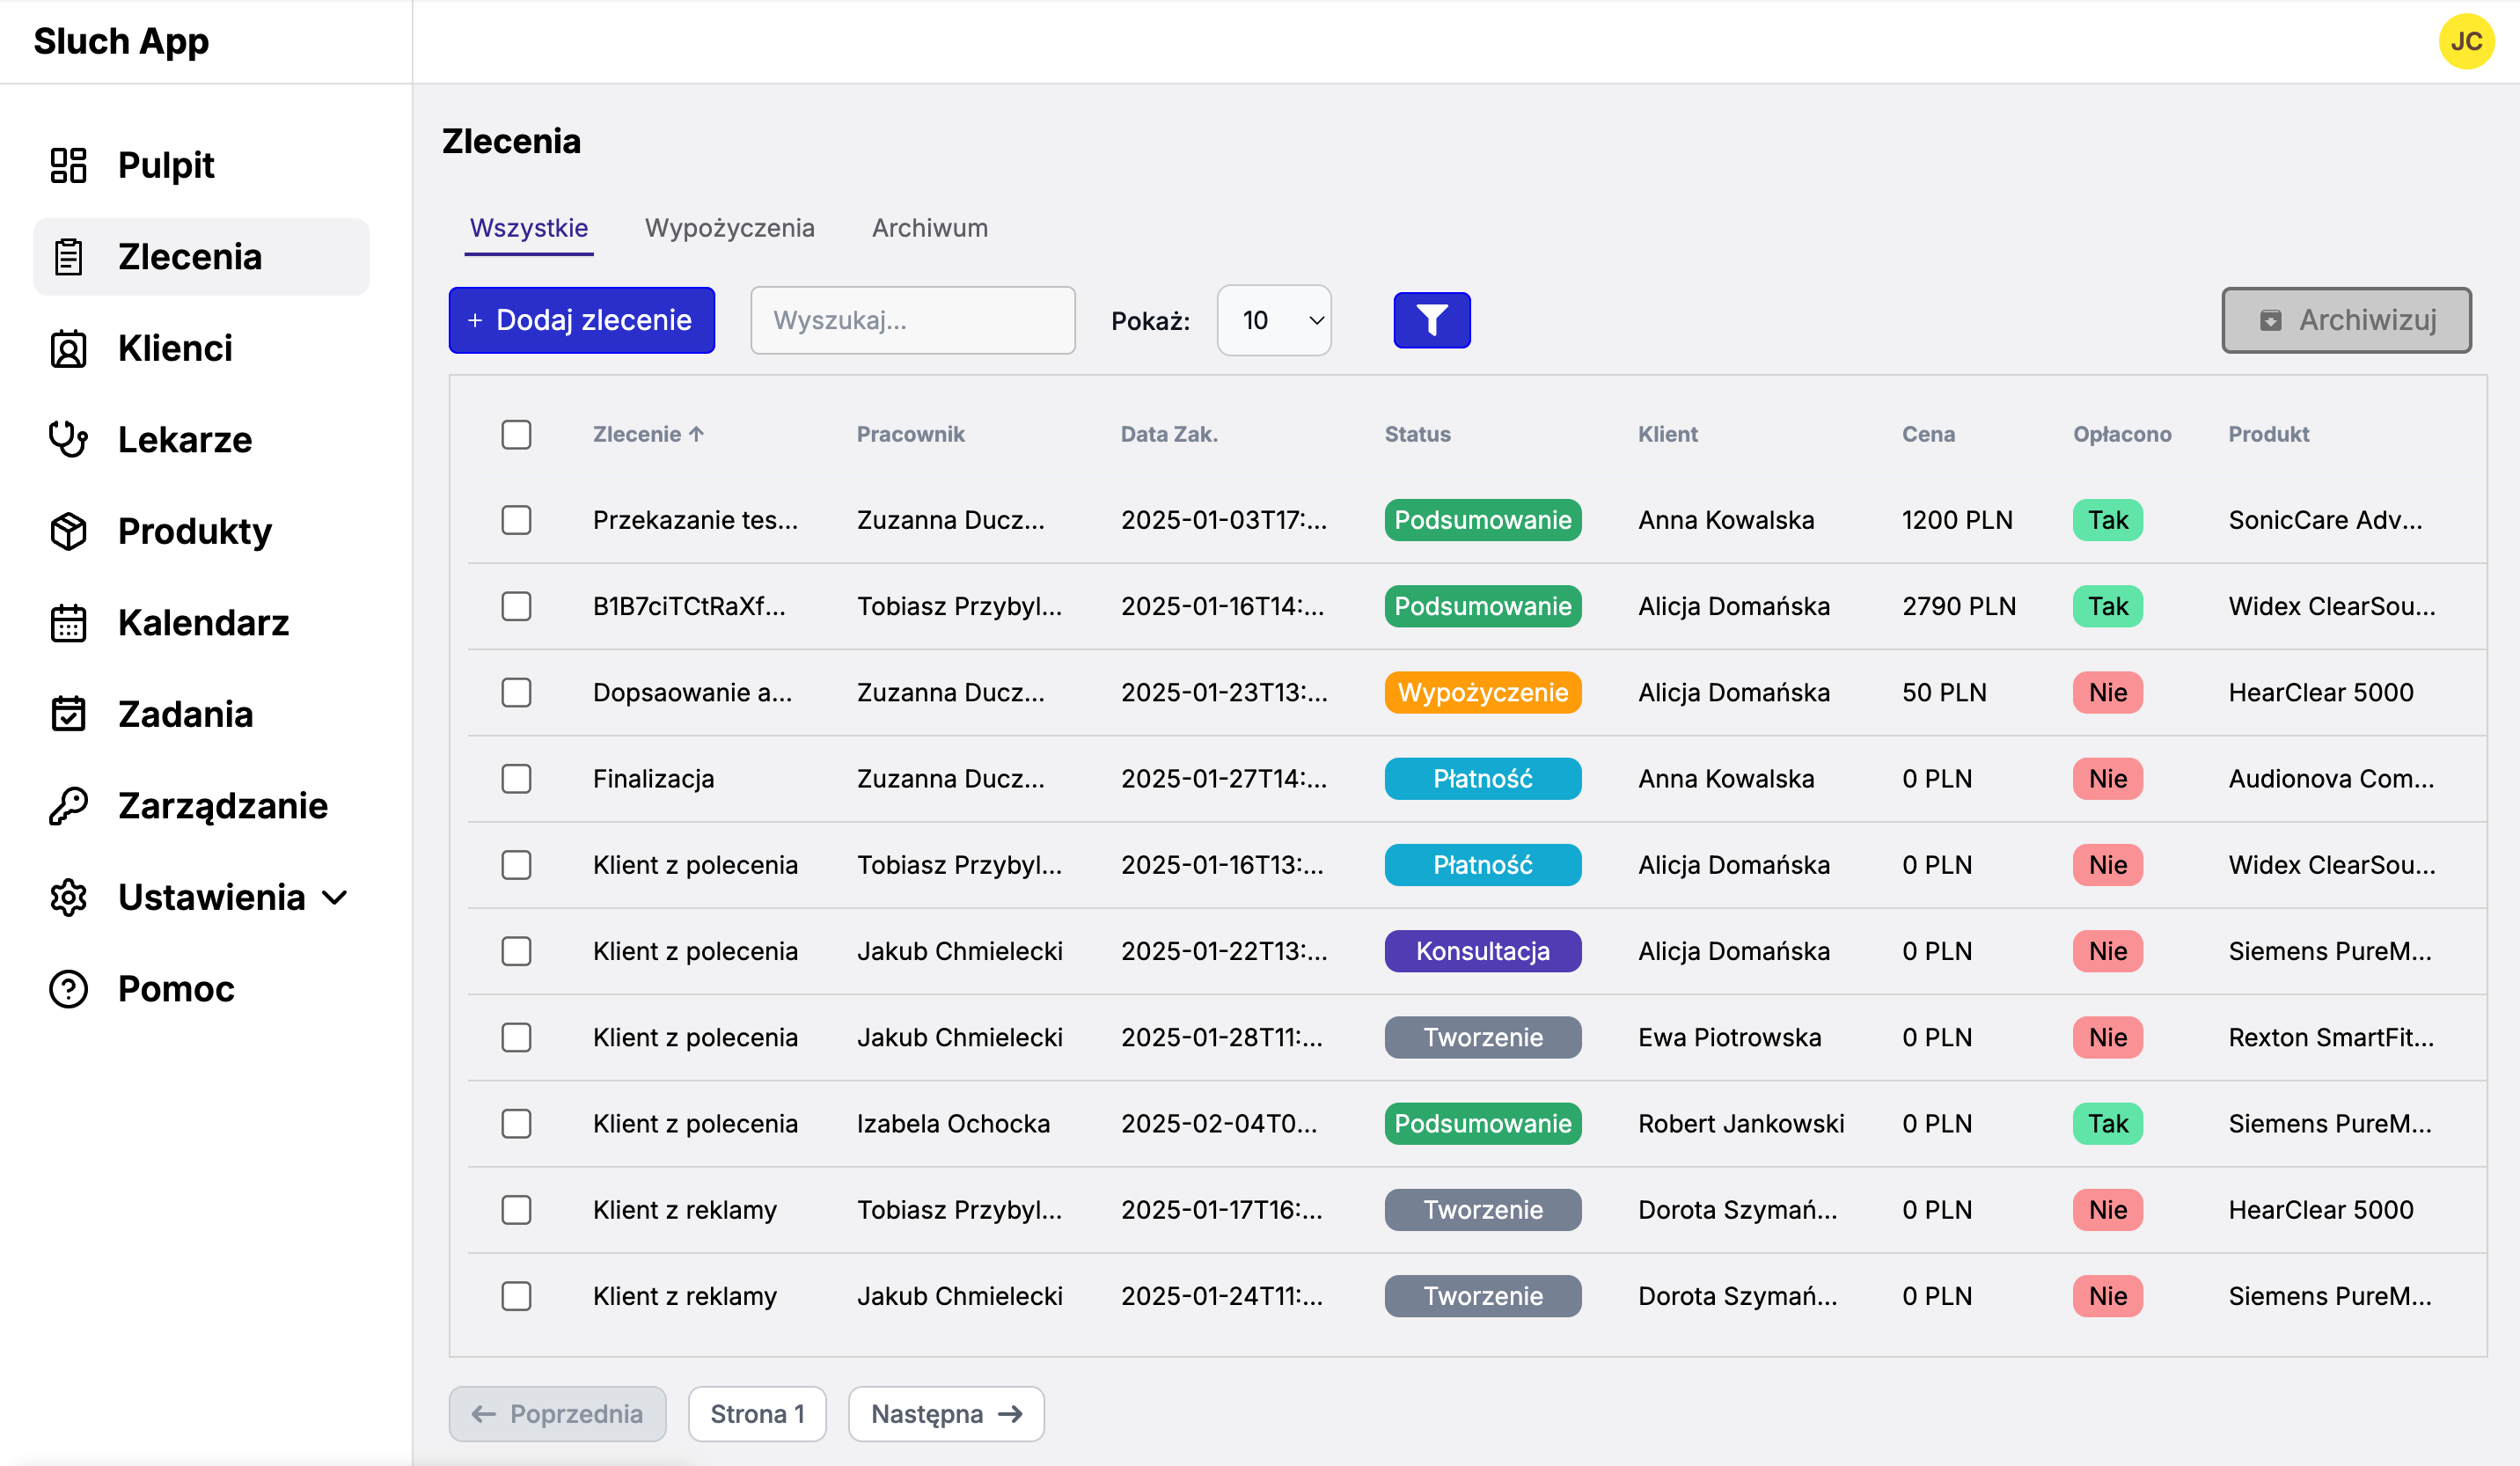 Sluch App
JC
Pulpit
Zlecenia
Klienci
Lekarze
Produkty
Kalendarz
Zadania
Zarządzanie
Ustawienia
Pomoc
Zlecenia
Wszystkie Wypożyczenia Archiwum
+ Dodaj zlecenie Wyszukaj... Pokaż: 10 Archiwizuj
Zlecenie ↑ Pracownik Data Zak. Status Klient Cena Opłacono Produkt
Przekazanie tes... Zuzanna Ducz... 2025-01-03T17:... Podsumowanie Anna Kowalska 1200 PLN Tak SonicCare Adv...
B1B7ciTCtRaXf... Tobiasz Przybyl... 2025-01-16T14:... Podsumowanie Alicja Domańska 2790 PLN Tak Widex ClearSou...
Dopsaowanie a... Zuzanna Ducz... 2025-01-23T13:... Wypożyczenie Alicja Domańska 50 PLN Nie HearClear 5000
Finalizacja Zuzanna Ducz... 2025-01-27T14:... Płatność Anna Kowalska 0 PLN Nie Audionova Com...
Klient z polecenia Tobiasz Przybyl... 2025-01-16T13:... Płatność Alicja Domańska 0 PLN Nie Widex ClearSou...
Klient z polecenia Jakub Chmielecki 2025-01-22T13:... Konsultacja Alicja Domańska 0 PLN Nie Siemens PureM...
Klient z polecenia Jakub Chmielecki 2025-01-28T11:... Tworzenie Ewa Piotrowska 0 PLN Nie Rexton SmartFit...
Klient z polecenia Izabela Ochocka 2025-02-04T0... Podsumowanie Robert Jankowski 0 PLN Tak Siemens PureM...
Klient z reklamy Tobiasz Przybyl... 2025-01-17T16:... Tworzenie Dorota Szymań... 0 PLN Nie HearClear 5000
Klient z reklamy Jakub Chmielecki 2025-01-24T11:... Tworzenie Dorota Szymań... 0 PLN Nie Siemens PureM...
← Poprzednia Strona 1 Następna →